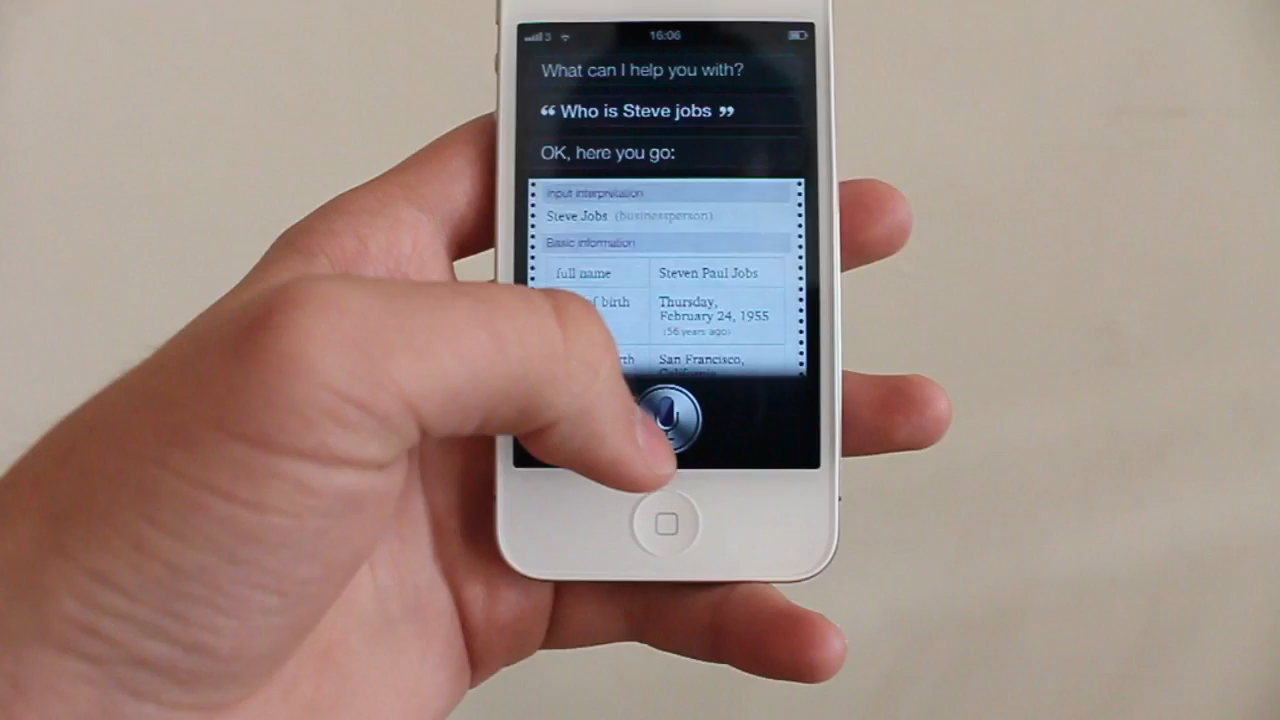 3 16:06
What can I help you with?
“ Who is Steve jobs ”
OK, here you go:
Input interpretation
Steve Jobs (businessperson)
Basic information
full name Steven Paul Jobs
of birth Thursday,
February 24, 1955
(56 years ago)
San Francisco,
California